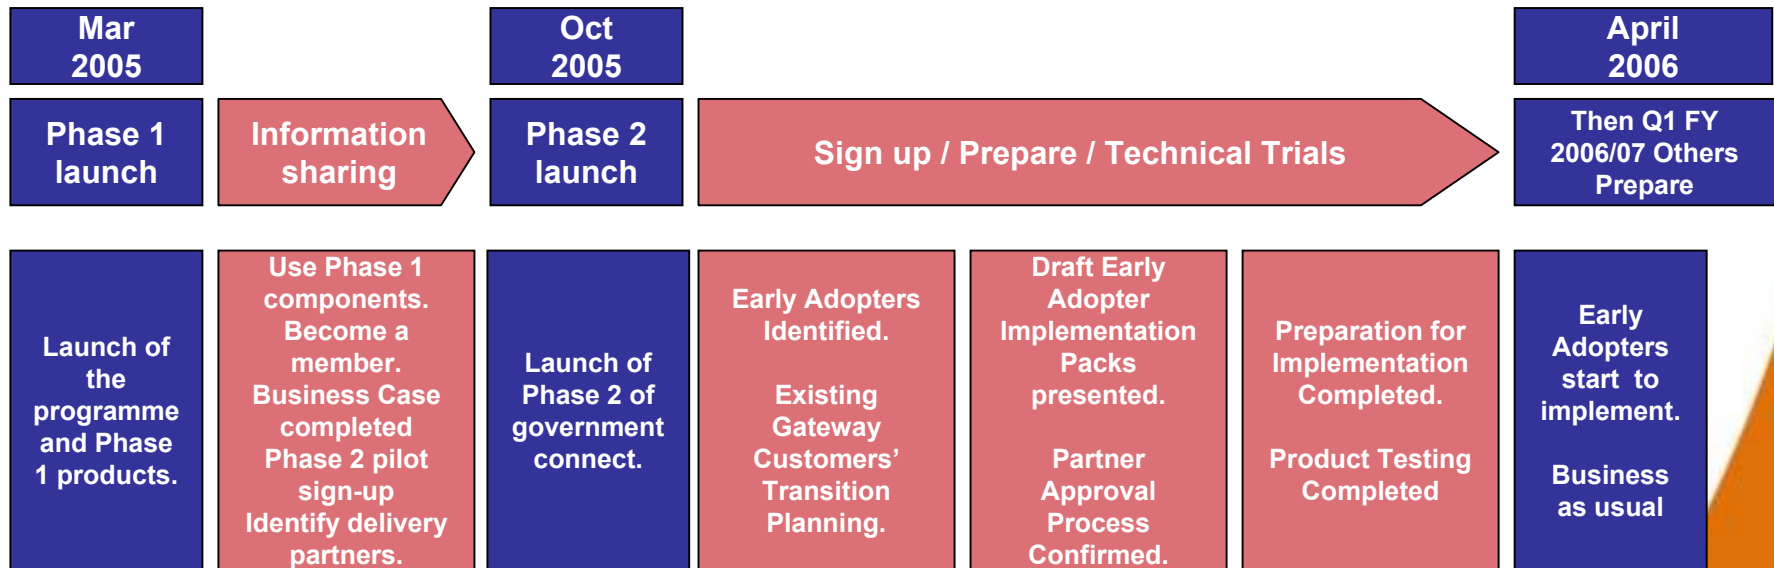 Mar
2005
Oct
2005
April
2006
Phase 1
launch
Information
sharing
Phase 2
launch
Sign up / Prepare / Technical Trials
Then Q1 FY
2006/07 Others
Prepare
Launch of
the
programme
and Phase
1 products.
Use Phase 1
components.
Become a
member.
Business Case
completed
Phase 2 pilot
sign-up
Identify delivery
partners.
Launch of
Phase 2 of
government
connect.
Early Adopters
Identified.
Existing
Gateway
Customers’
Transition
Planning.
Draft Early
Adopter
Implementation
Packs
presented.
Partner
Approval
Process
Confirmed.
Preparation for
Implementation
Completed.
Product Testing
Completed
Early
Adopters
start to
implement.
Business
as usual